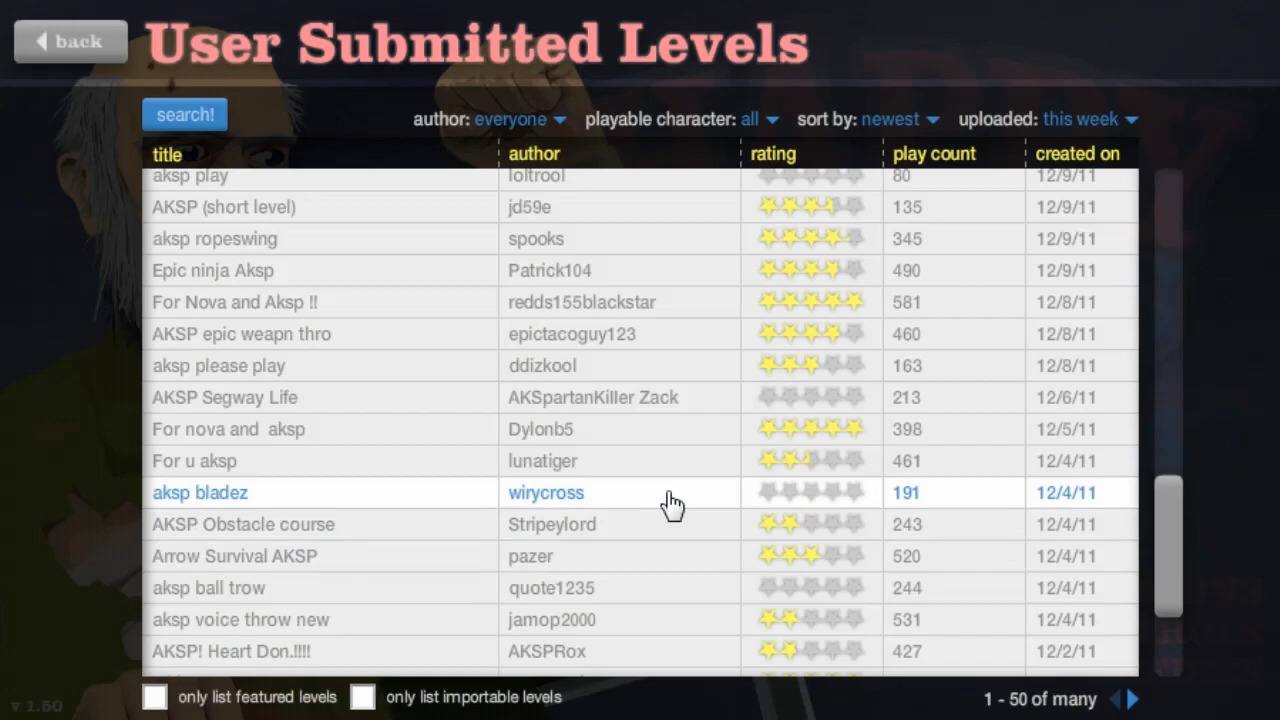 back
User Submitted Levels
search!
author: everyone playable character: all sort by: newest uploaded: this week
title author rating play count created on
aksp play loltrool 80 12/9/11
AKSP (short level) jd59e 135 12/9/11
aksp ropeswing spooks 345 12/9/11
Epic ninja Aksp Patrick104 490 12/9/11
For Nova and Aksp !! redds155blackstar 581 12/8/11
AKSP epic weapn thro epictacoguy123 460 12/8/11
aksp please play ddizkool 163 12/8/11
AKSP Segway Life AKSpartanKiller Zack 213 12/6/11
For nova and  aksp Dylonb5 398 12/5/11
For u aksp lunatiger 461 12/4/11
aksp bladez wirycross 191 12/4/11
AKSP Obstacle course Stripeylord 243 12/4/11
Arrow Survival AKSP pazer 520 12/4/11
aksp ball trow quote1235 244 12/4/11
aksp voice throw new jamop2000 531 12/4/11
AKSP! Heart Don.!!!! AKSPRox 427 12/2/11
only list featured levels only list importable levels 1 - 50 of many
v 1.50